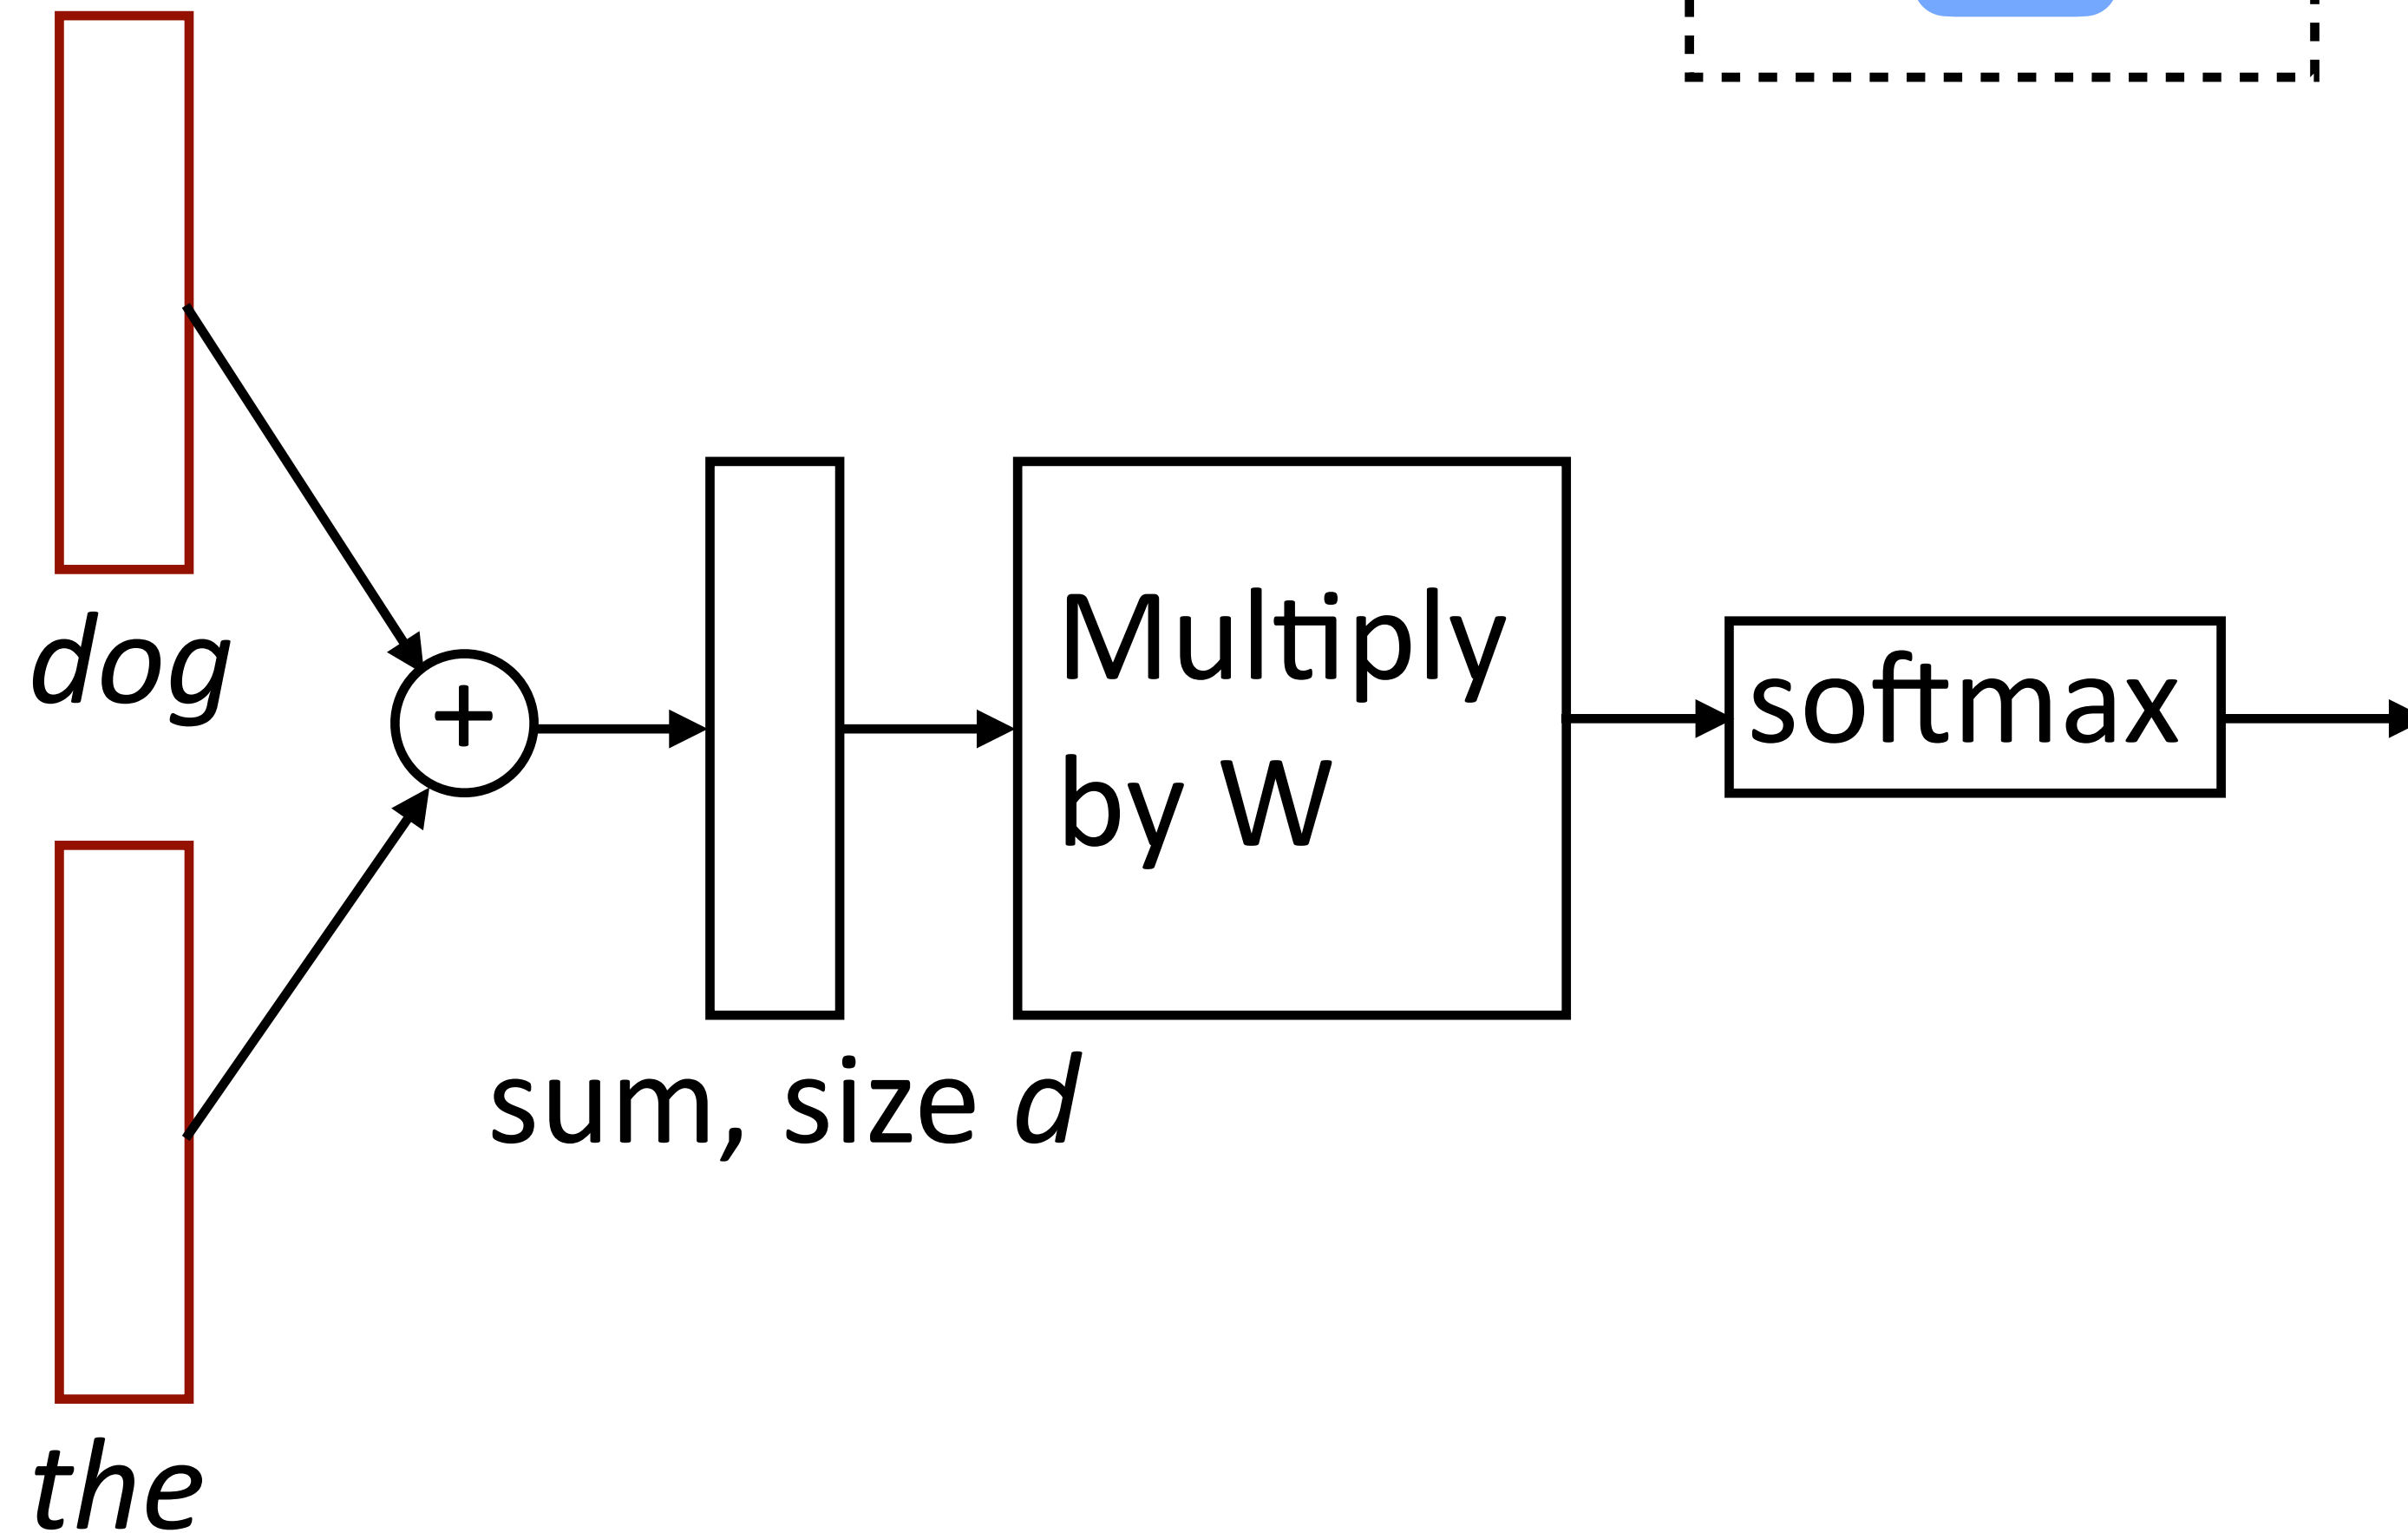 dog
+
Multiply
by W
softmax
sum, size d
the